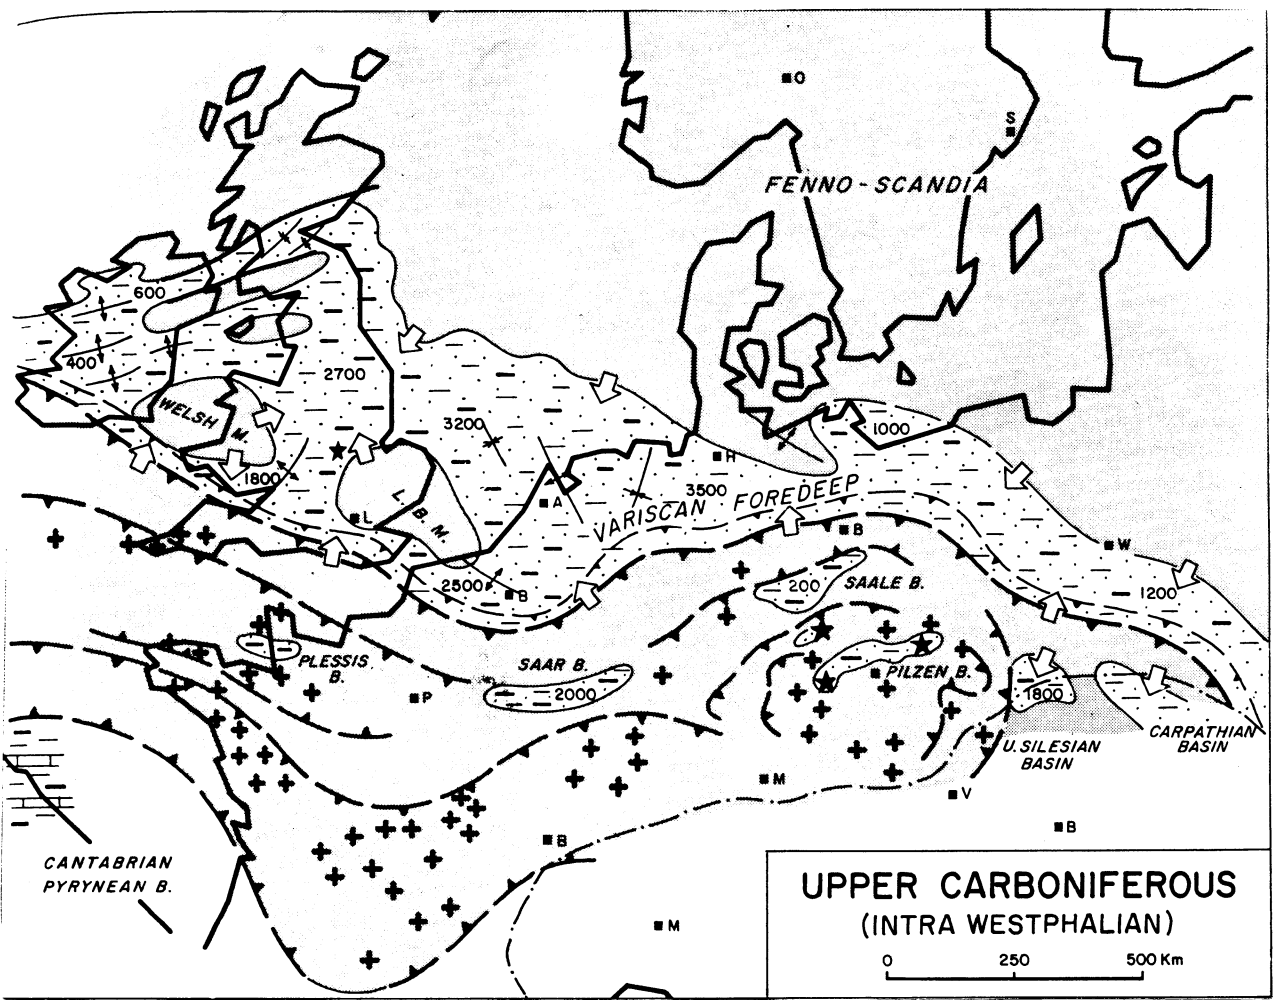 O
S
FENNO - SCANDIA
600
400
2700
WELSH M.
3200
1000
1800
H
3500
A
VARISCAN FOREDEEP
L
L. B. M.
B
W
2500
B
200
SAALE B.
1200
PLESSIS
B.
SAAR B.
2000
P
PILZEN B.
1800
U. SILESIAN
BASIN
CARPATHIAN
BASIN
M
V
B
B
CANTABRIAN
PYRYNEAN B.
M
UPPER CARBONIFEROUS
(INTRA WESTPHALIAN)
0 250 500 Km